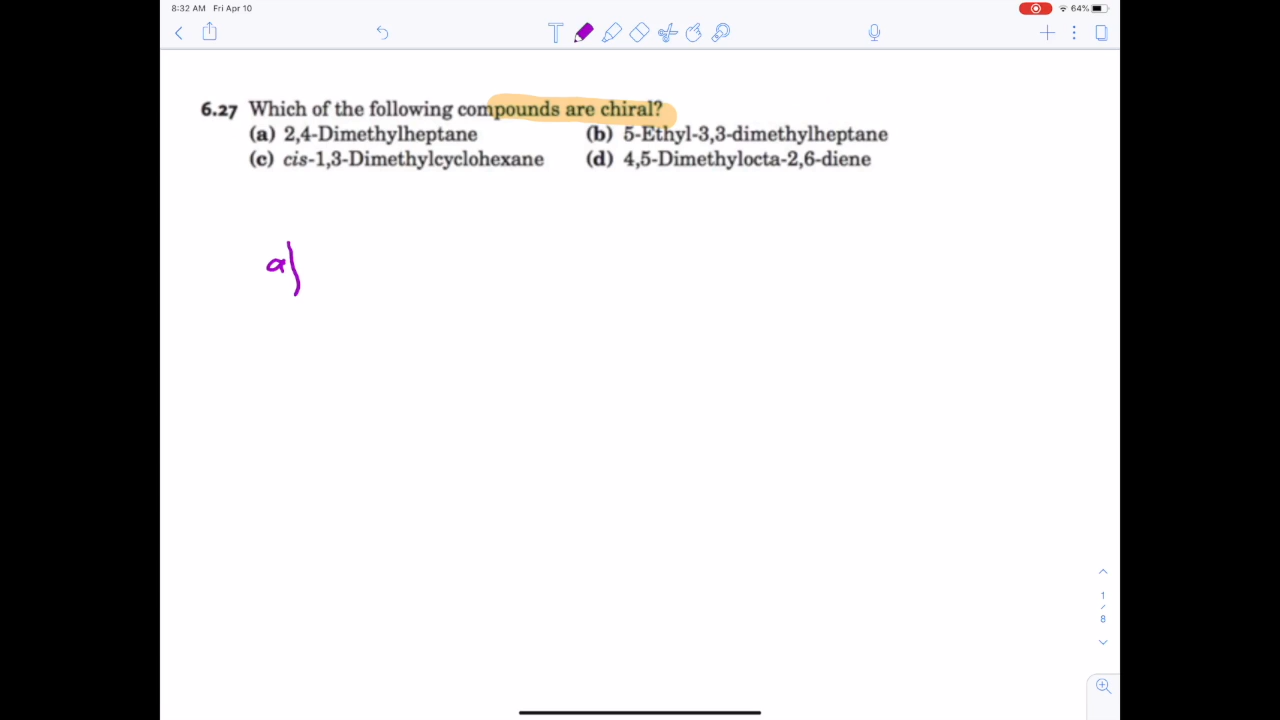 8:32 AM Fri Apr 10 64%
T
6.27 Which of the following compounds are chiral?
(a) 2,4-Dimethylheptane (b) 5-Ethyl-3,3-dimethylheptane
(c) cis-1,3-Dimethylcyclohexane (d) 4,5-Dimethylocta-2,6-diene
a)
1
/
8